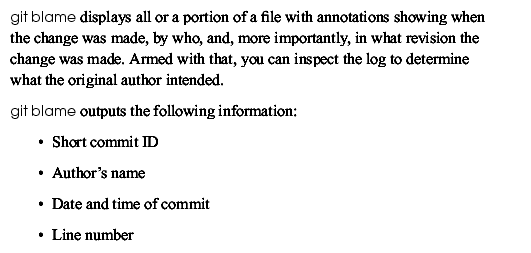 git blame displays all or a portion of a file with annotations showing when
the change was made, by who, and, more importantly, in what revision the
change was made. Armed with that, you can inspect the log to determine
what the original author intended.
git blame outputs the following information:
• Short commit ID
• Author's name
• Date and time of commit
• Line number